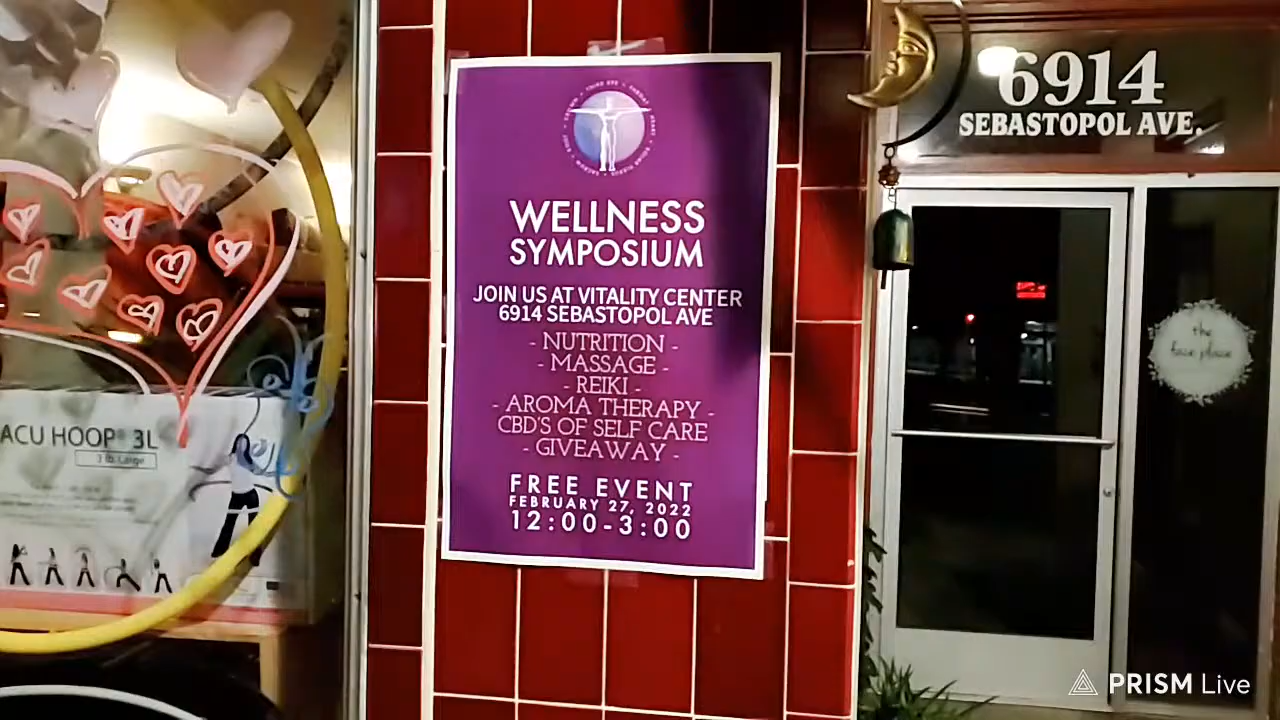 6914
SEBASTOPOL AVE.
WELLNESS
SYMPOSIUM
JOIN US AT VITALITY CENTER
6914 SEBASTOPOL AVE
- NUTRITION -
- MASSAGE -
- REIKI -
- AROMA THERAPY -
CBD'S OF SELF CARE
- GIVEAWAY -
FREE EVENT
FEBRUARY 27, 2022
12:00-3:00
the
face place
ACU HOOP® 3L
PRISM Live